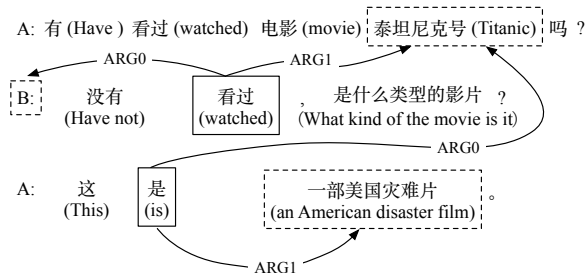 A: 有 (Have) 看过 (watched) 电影 (movie) 泰坦尼克号 (Titanic) 吗 ?
ARG0 ARG1
B: 没有 看过 , 是什么类型的影片 ?
(Have not) (watched) (What kind of the movie is it)
ARG0
A: 这 是 一部美国灾难片 。
(This) (is) (an American disaster film)
ARG1